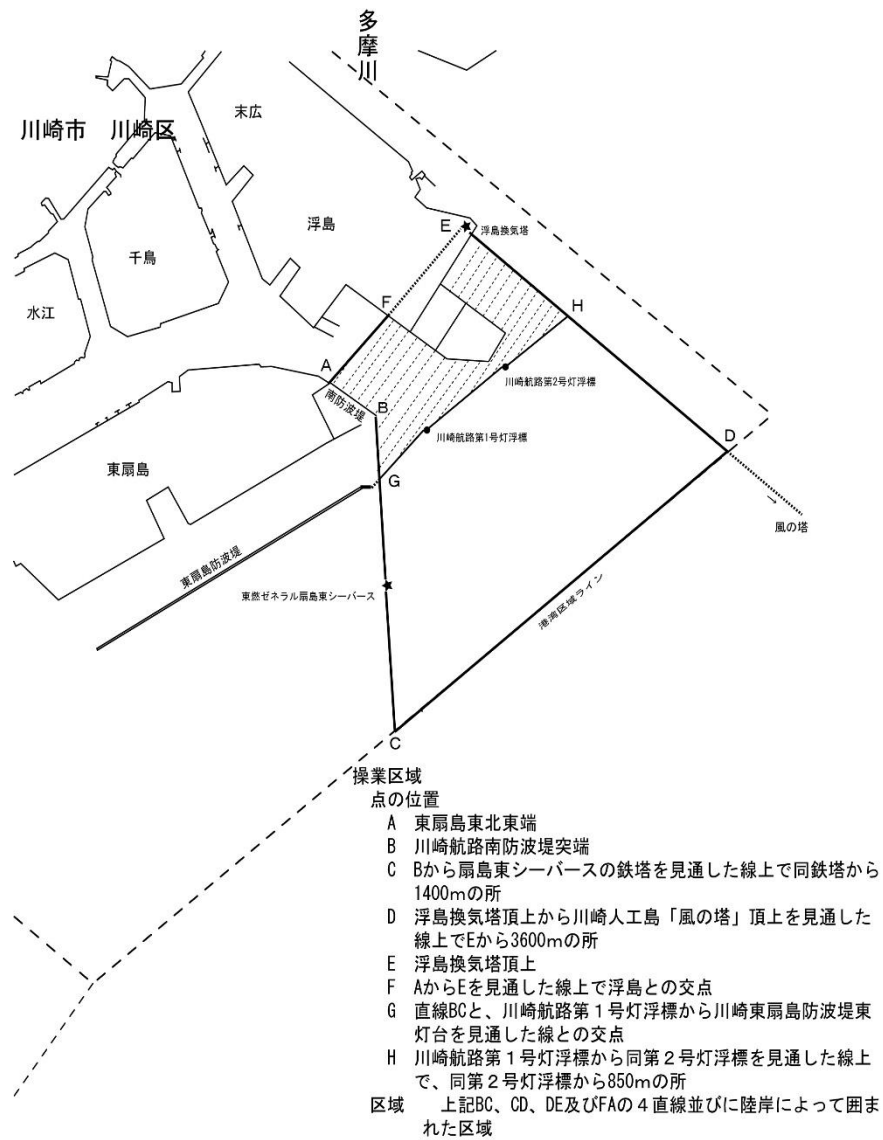 多摩川
川崎市 川崎区
末広
浮島
千鳥
水江
E
浮島換気塔
F
H
A
南防波堤
B
川崎航路第2号灯浮標
川崎航路第1号灯浮標
D
東扇島
G
風の塔
東扇島防波堤
東燃ゼネラル扇島東シーバース
港湾区域ライン
C
操業区域
点の位置
A 東扇島東北東端
B 川崎航路南防波堤突端
C Bから扇島東シーバースの鉄塔を見通した線上で同鉄塔から
1400mの所
D 浮島換気塔頂上から川崎人工島「風の塔」頂上を見通した
線上でEから3600mの所
E 浮島換気塔頂上
F AからEを見通した線上で浮島との交点
G 直線BCと、川崎航路第1号灯浮標から川崎東扇島防波堤東
灯台を見通した線との交点
H 川崎航路第1号灯浮標から同第2号灯浮標を見通した線上
で、同第2号灯浮標から850mの所
区域 上記BC、CD、DE及びFAの4直線並びに陸岸によって囲ま
れた区域